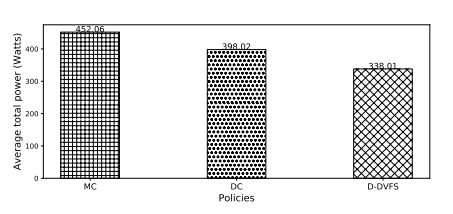 452.06
398.02
338.01
400
300
200
100
0
Average total power (Watts)
MC
DC
D-DVFS
Policies